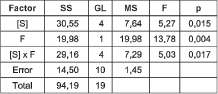 Factor SS GL MS F p
[S] 30,55 4 7,64 5,27 0,015
F 19,98 1 19,98 13,78 0,004
[S] x F 29,16 4 7,29 5,03 0,017
Error 14,50 10 1,45
Total 94,19 19